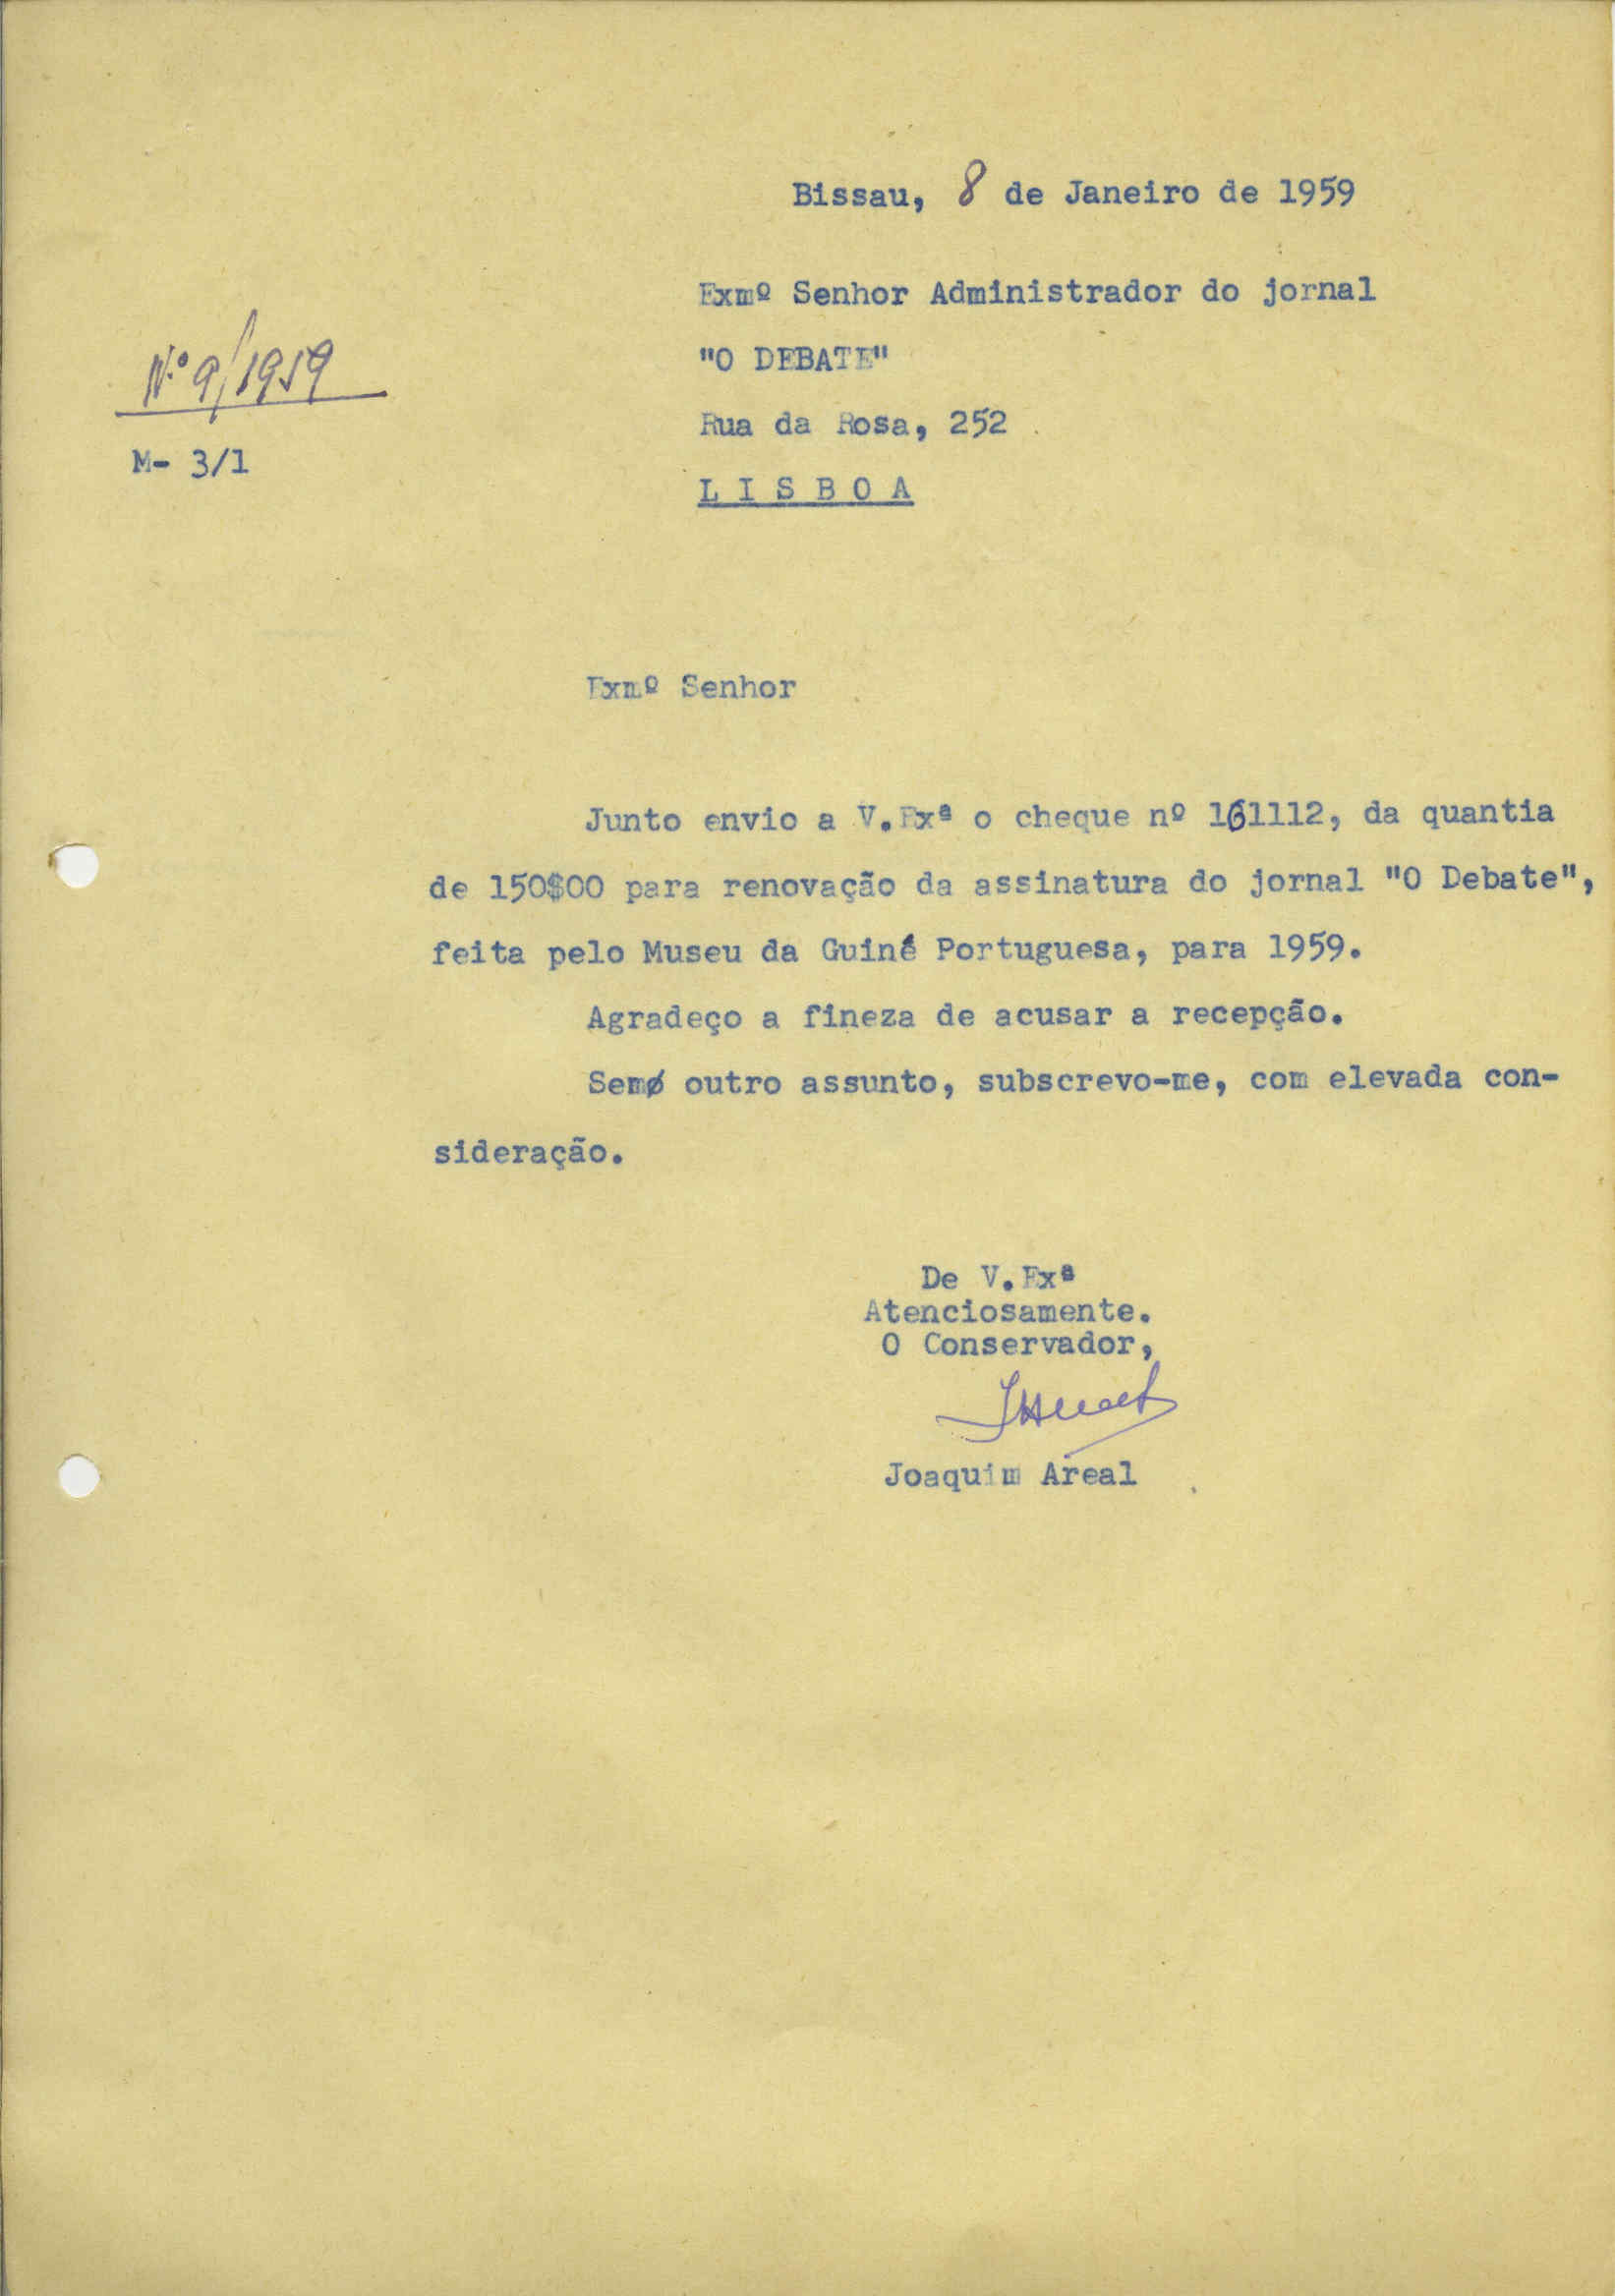 Bissau, 8 de Janeiro de 1959
Exmº Senhor Administrador do jornal
"O DEBATE"
Rua da Rosa, 252
LISBOA
Nº 9/1959
M- 3/1
Exmº Senhor
Junto envio a V.Exª o cheque nº 161112, da quantia
de 150$00 para renovação da assinatura do jornal "O Debate",
feita pelo Museu da Guiné Portuguesa, para 1959.
Agradeço a fineza de acusar a recepção.
Sem outro assunto, subscrevo-me, com elevada con-
sideração.
De V.Exª
Atenciosamente.
O Conservador,
Joaquim Areal